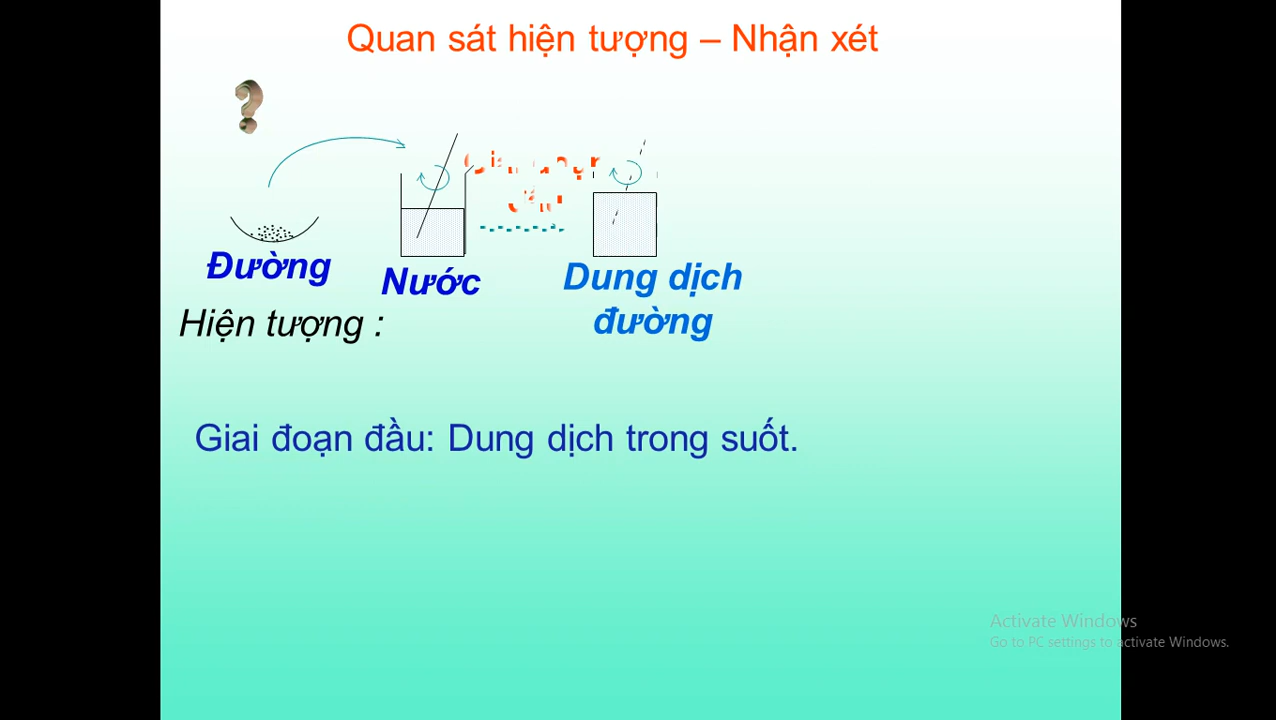 Quan sát hiện tượng – Nhận xét
Đường
Nước
Dung dịch
đường
Hiện tượng :
Giai đoạn đầu: Dung dịch trong suốt.
Activate Windows
Go to PC settings to activate Windows.